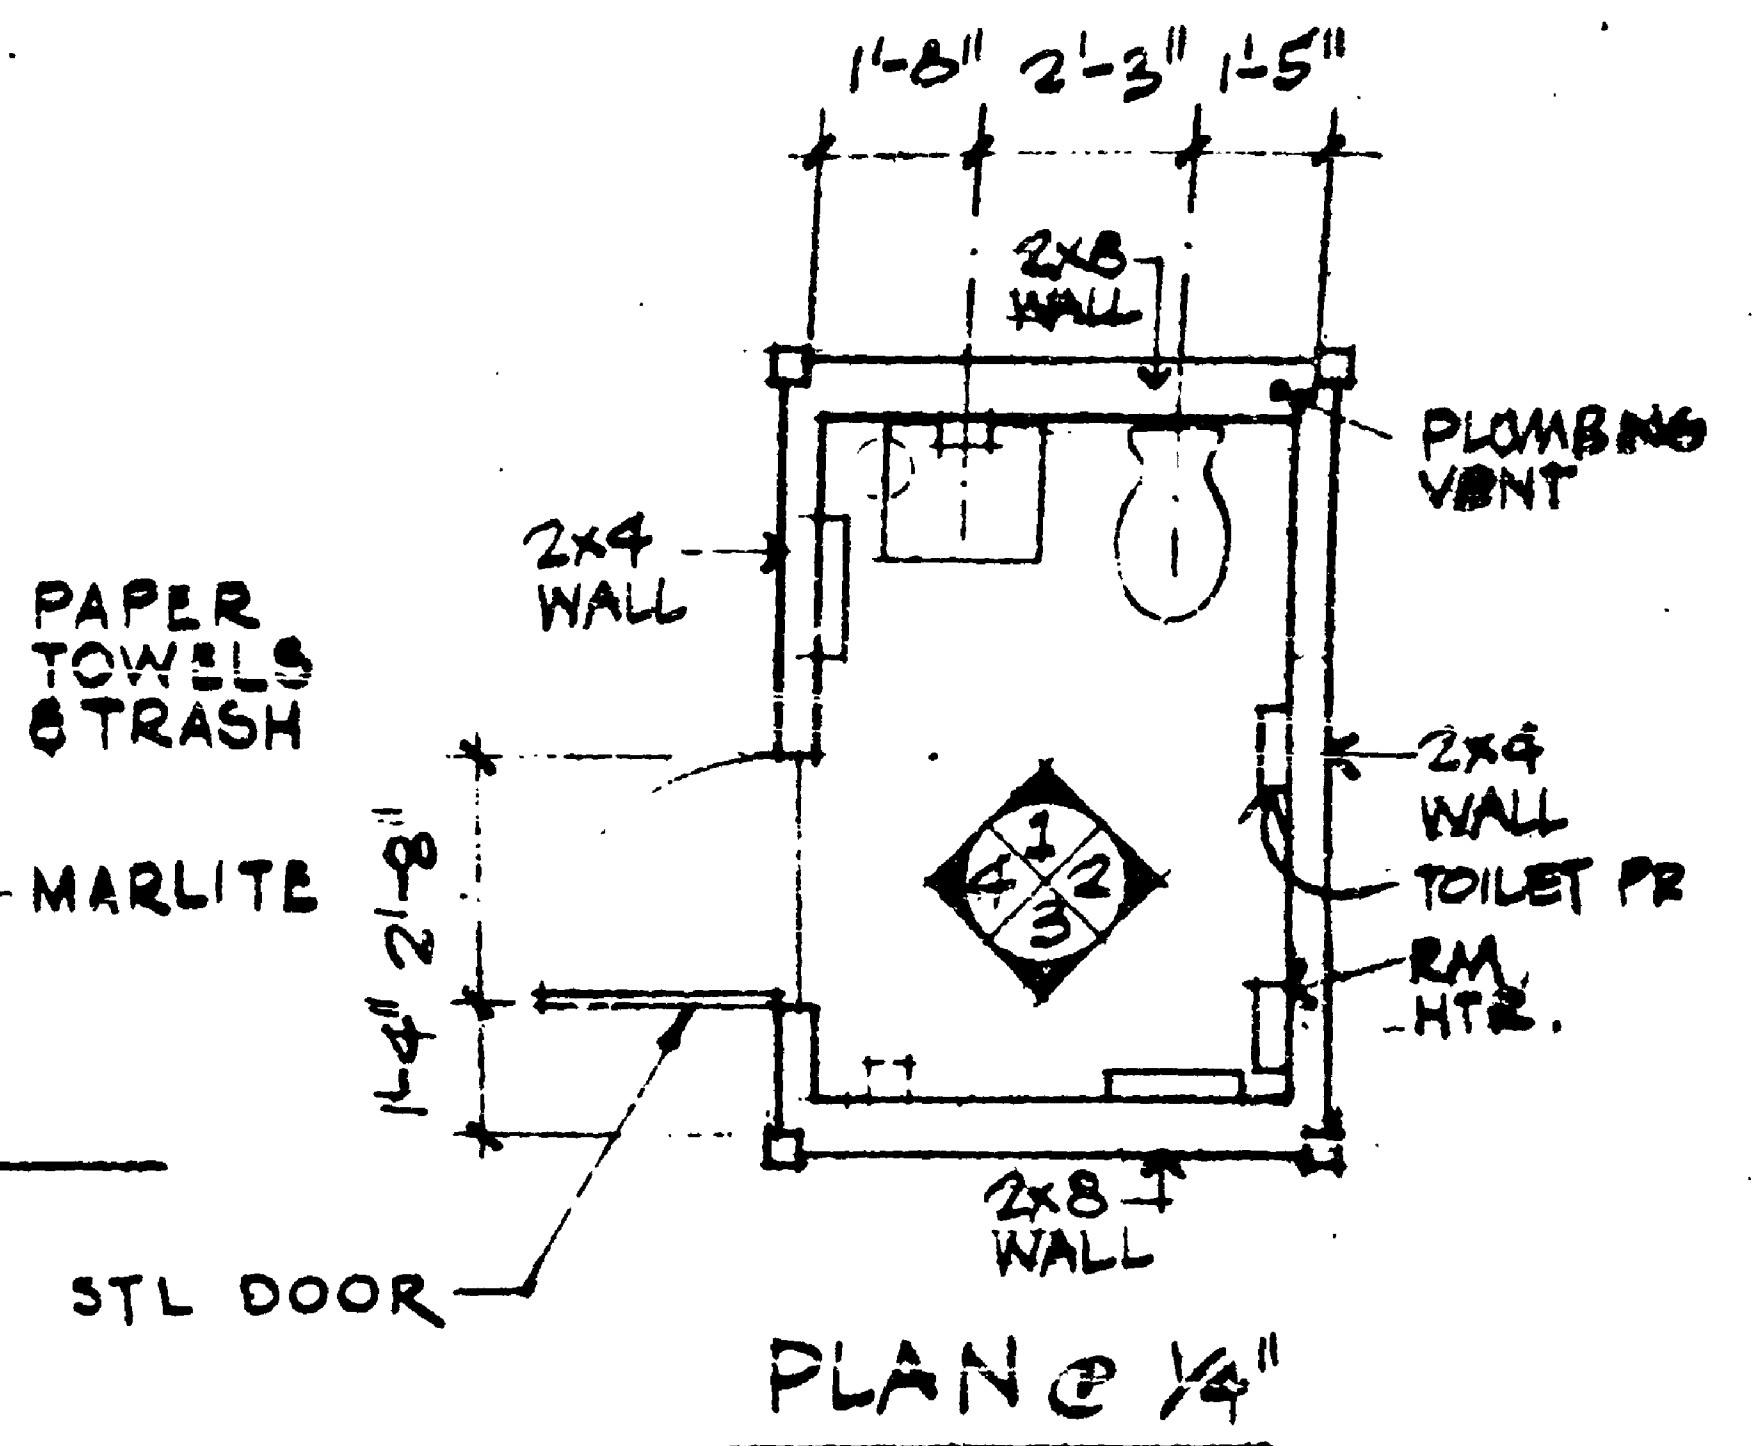 1'-8" 2'-3" 1'-5"
2x8
WALL
PLUMBING
VENT
2x4
WALL
PAPER
TOWELS
& TRASH
2x4
WALL
2'-8"
1
4 2
3
MARLITE
TOILET PR
RM
HTR.
1'-4"
2x8
WALL
STL DOOR
PLAN @ 1/4"